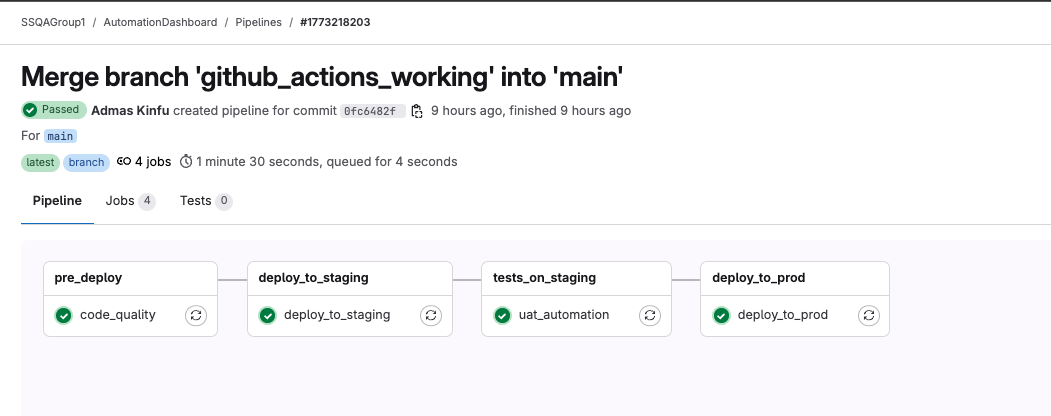 SSQAGroup1 / AutomationDashboard / Pipelines / #1773218203
Merge branch 'github_actions_working' into 'main'
Passed Admas Kinfu created pipeline for commit 0fc6482f 9 hours ago, finished 9 hours ago
For main
latest branch 4 jobs 1 minute 30 seconds, queued for 4 seconds
Pipeline Jobs 4 Tests 0
pre_deploy deploy_to_staging tests_on_staging deploy_to_prod
code_quality deploy_to_staging uat_automation deploy_to_prod